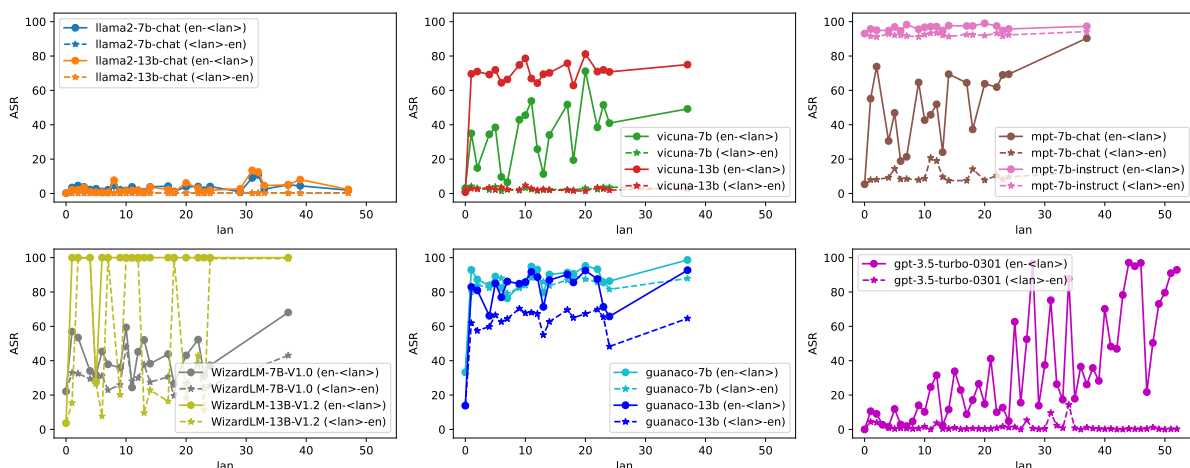 100
80
60
40
20
0
ASR
0 10 20 30 40 50
lan
llama2-7b-chat (en-<lan>)
llama2-7b-chat (<lan>-en)
llama2-13b-chat (en-<lan>)
llama2-13b-chat (<lan>-en)
100
80
60
40
20
0
ASR
0 10 20 30 40 50
lan
vicuna-7b (en-<lan>)
vicuna-7b (<lan>-en)
vicuna-13b (en-<lan>)
vicuna-13b (<lan>-en)
100
80
60
40
20
0
ASR
0 10 20 30 40 50
lan
mpt-7b-chat (en-<lan>)
mpt-7b-chat (<lan>-en)
mpt-7b-instruct (en-<lan>)
mpt-7b-instruct (<lan>-en)
100
80
60
40
20
0
ASR
0 10 20 30 40 50
lan
WizardLM-7B-V1.0 (en-<lan>)
WizardLM-7B-V1.0 (<lan>-en)
WizardLM-13B-V1.2 (en-<lan>)
WizardLM-13B-V1.2 (<lan>-en)
100
80
60
40
20
0
ASR
0 10 20 30 40 50
lan
guanaco-7b (en-<lan>)
guanaco-7b (<lan>-en)
guanaco-13b (en-<lan>)
guanaco-13b (<lan>-en)
100
80
60
40
20
0
ASR
0 10 20 30 40 50
lan
gpt-3.5-turbo-0301 (en-<lan>)
gpt-3.5-turbo-0301 (<lan>-en)